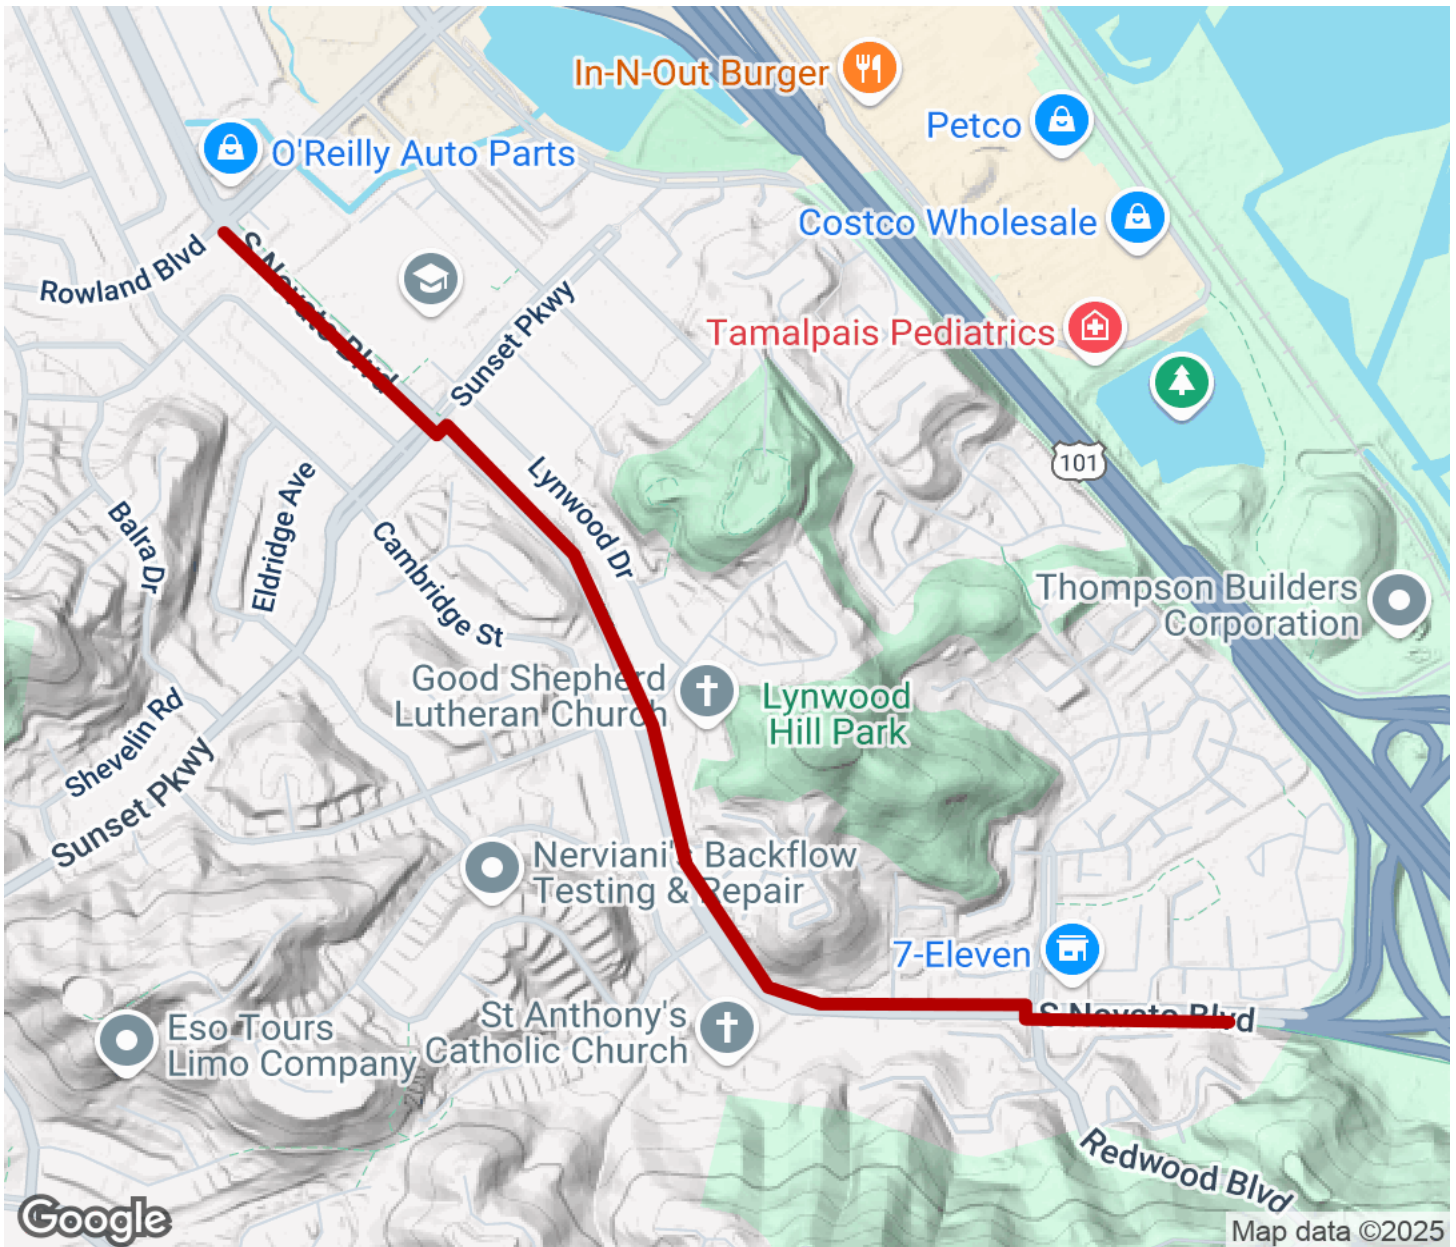 In-N-Out Burger
Petco
O'Reilly Auto Parts
Costco Wholesale
Rowland Blvd
S Novato Blvd
Sunset Pkwy
Tamalpais Pediatrics
101
Lynwood Dr
Balra Dr
Eldridge Ave
Cambridge St
Thompson Builders
Corporation
Good Shepherd
Lutheran Church
Lynwood
Hill Park
Shevelin Rd
Sunset Pkwy
Nerviani's Backflow
Testing & Repair
7-Eleven
S Novato Blvd
St Anthony's
Catholic Church
Eso Tours
Limo Company
Redwood Blvd
Google
Map data ©2025